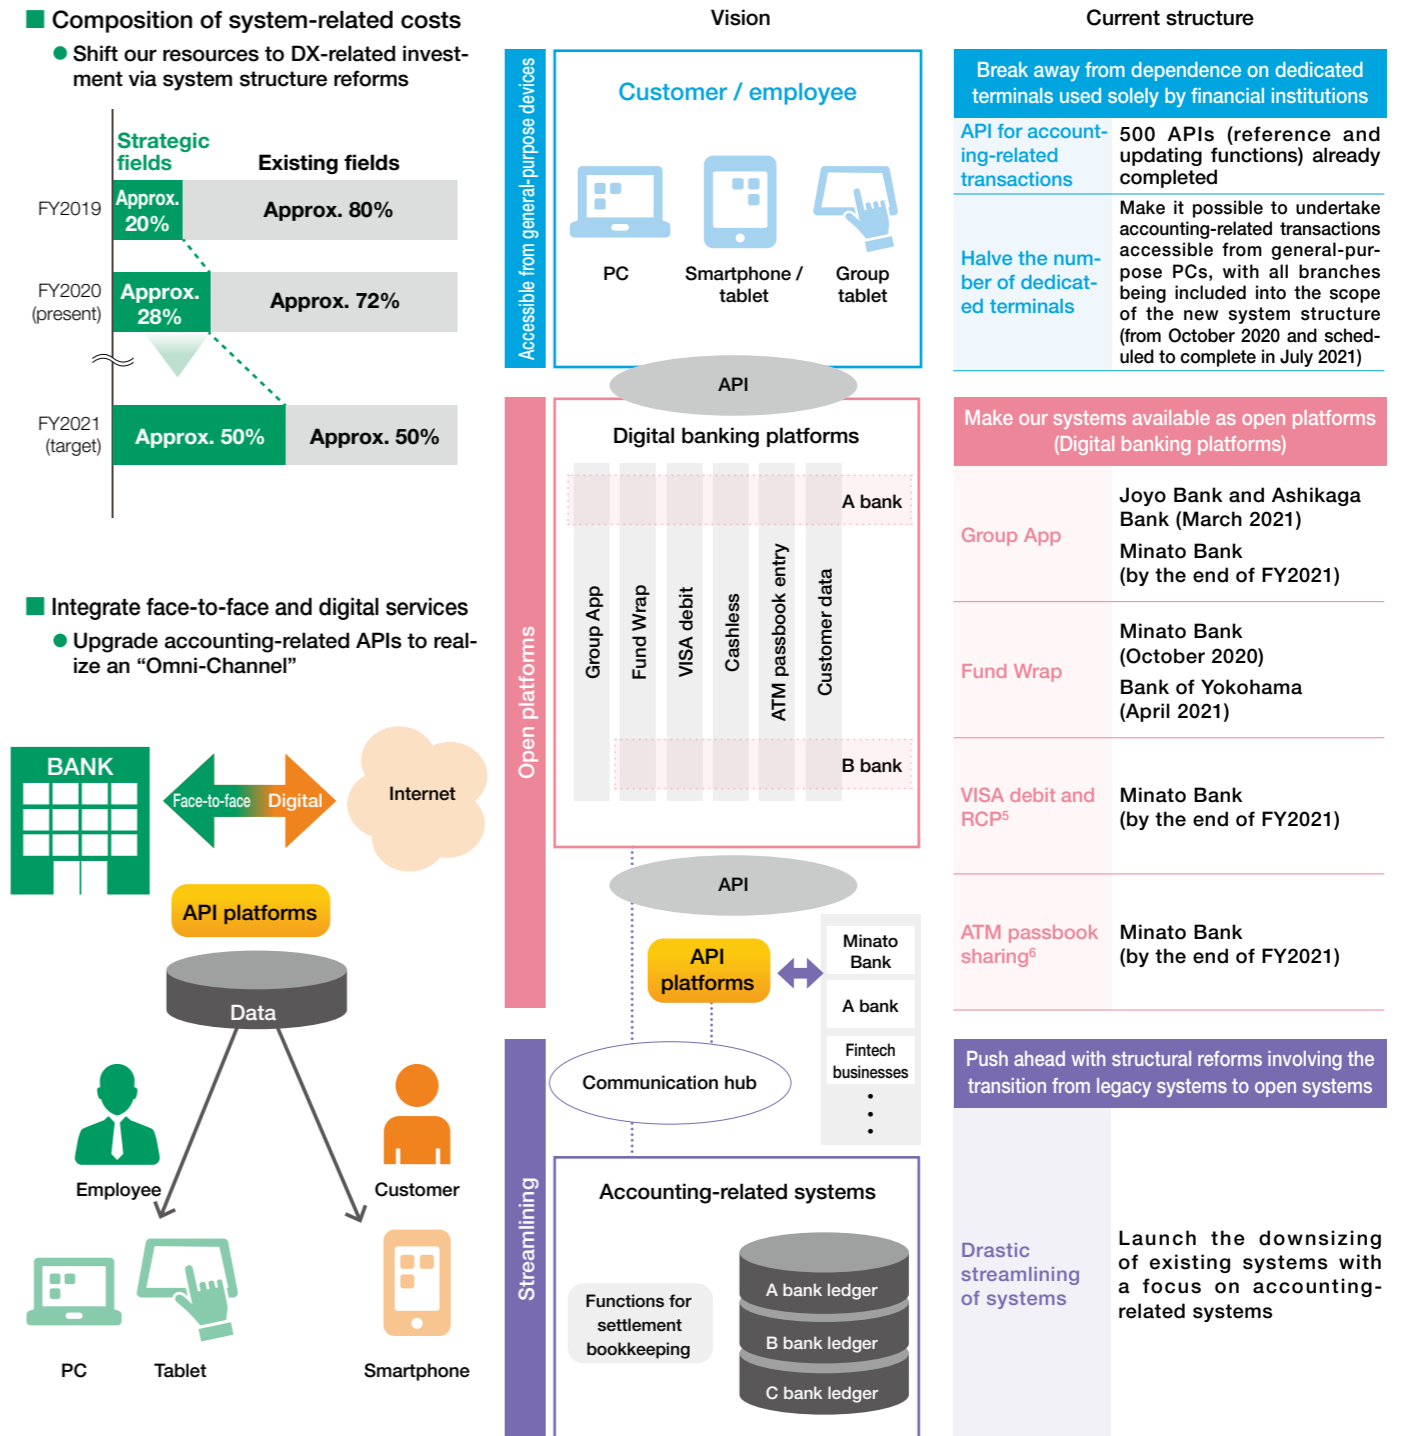 Composition of system-related costs
Shift our resources to DX-related invest-
ment via system structure reforms
Strategic
fields
Existing fields
FY2019
Approx.
20%
Approx. 80%
FY2020
(present)
Approx.
28%
Approx. 72%
FY2021
(target)
Approx. 50%
Approx. 50%
Integrate face-to-face and digital services
Upgrade accounting-related APIs to real-
ize an “Omni-Channel”
BANK
Face-to-face
Digital
Internet
API platforms
Data
Employee
Customer
PC
Tablet
Smartphone
Vision
Accessible from general-purpose devices
Customer / employee
PC
Smartphone /
tablet
Group
tablet
API
Open platforms
Digital banking platforms
A bank
Group App
Fund Wrap
VISA debit
Cashless
ATM passbook entry
Customer data
B bank
API
API
platforms
Minato
Bank
A bank
Fintech
businesses
Communication hub
Streamlining
Accounting-related systems
Functions for
settlement
bookkeeping
A bank ledger
B bank ledger
C bank ledger
Current structure
Break away from dependence on dedicated
terminals used solely by financial institutions
API for account-
ing-related
transactions
500 APIs (reference and
updating functions) already
completed
Halve the num-
ber of dedicat-
ed terminals
Make it possible to undertake
accounting-related transactions
accessible from general-pur-
pose PCs, with all branches
being included into the scope
of the new system structure
(from October 2020 and sched-
uled to complete in July 2021)
Make our systems available as open platforms
(Digital banking platforms)
Group App
Joyo Bank and Ashikaga
Bank (March 2021)
Minato Bank
(by the end of FY2021)
Fund Wrap
Minato Bank
(October 2020)
Bank of Yokohama
(April 2021)
VISA debit and
RCP5
Minato Bank
(by the end of FY2021)
ATM passbook
sharing6
Minato Bank
(by the end of FY2021)
Push ahead with structural reforms involving the
transition from legacy systems to open systems
Drastic
streamlining
of systems
Launch the downsizing
of existing systems with
a focus on accounting-
related systems